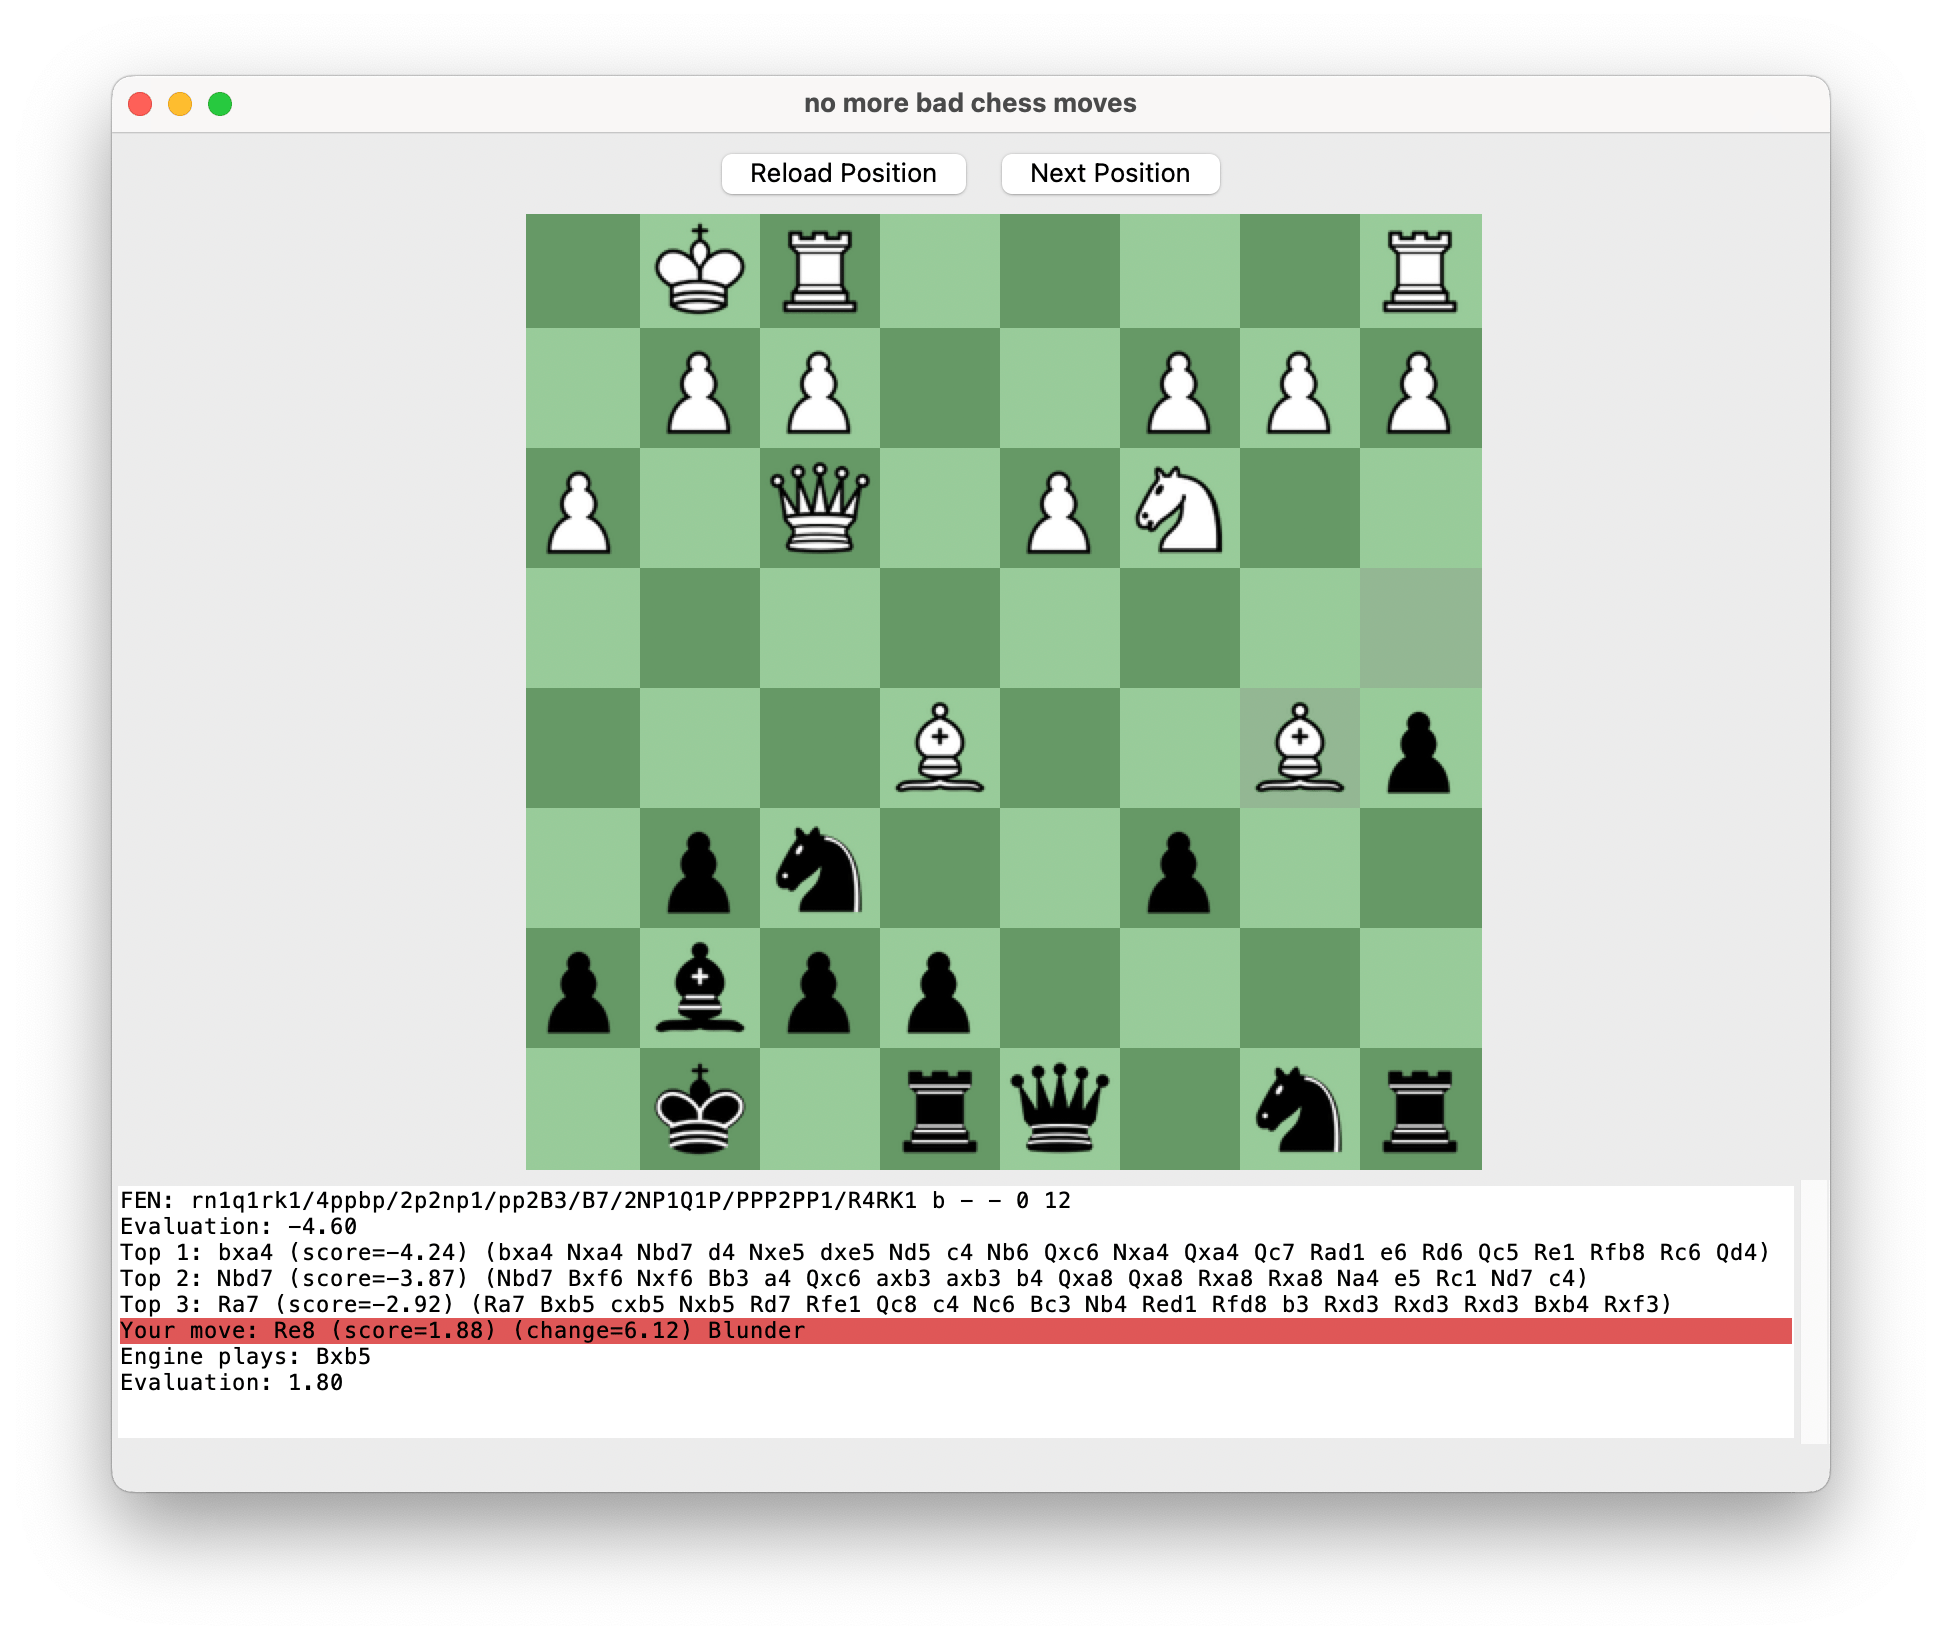 no more bad chess moves
Reload Position Next Position
FEN: rn1q1rk1/4ppbp/2p2np1/pp2B3/B7/2NP1Q1P/PPP2PP1/R4RK1 b - - 0 12
Evaluation: -4.60
Top 1: bxa4 (score=-4.24) (bxa4 Nxa4 Nbd7 d4 Nxe5 dxe5 Nd5 c4 Nb6 Qxc6 Nxa4 Qxa4 Qc7 Rad1 e6 Rd6 Qc5 Re1 Rfb8 Rc6 Qd4)
Top 2: Nbd7 (score=-3.87) (Nbd7 Bxf6 Nxf6 Bb3 a4 Qxc6 axb3 axb3 b4 Qxa8 Qxa8 Rxa8 Rxa8 Na4 e5 Rc1 Nd7 c4)
Top 3: Ra7 (score=-2.92) (Ra7 Bxb5 cxb5 Nxb5 Rd7 Rfe1 Qc8 c4 Nc6 Bc3 Nb4 Red1 Rfd8 b3 Rxd3 Rxd3 Rxd3 Bxb4 Rxf3)
Your move: Re8 (score=1.88) (change=6.12) Blunder
Engine plays: Bxb5
Evaluation: 1.80